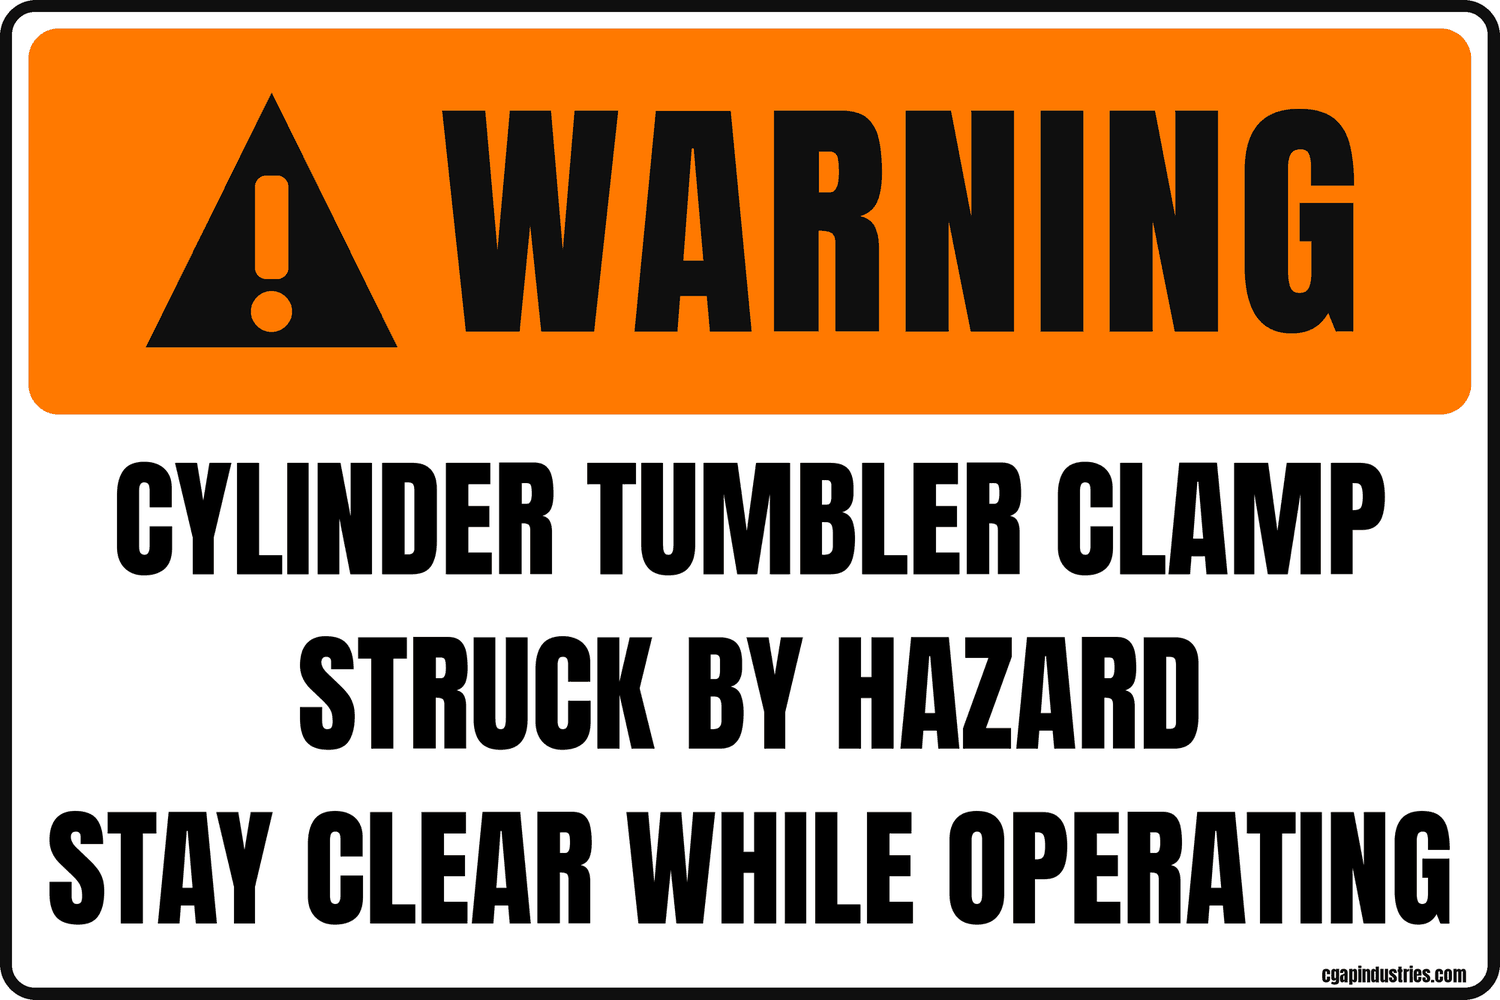 WARNING
CYLINDER TUMBLER CLAMP
STRUCK BY HAZARD
STAY CLEAR WHILE OPERATING
cgapindustries.com